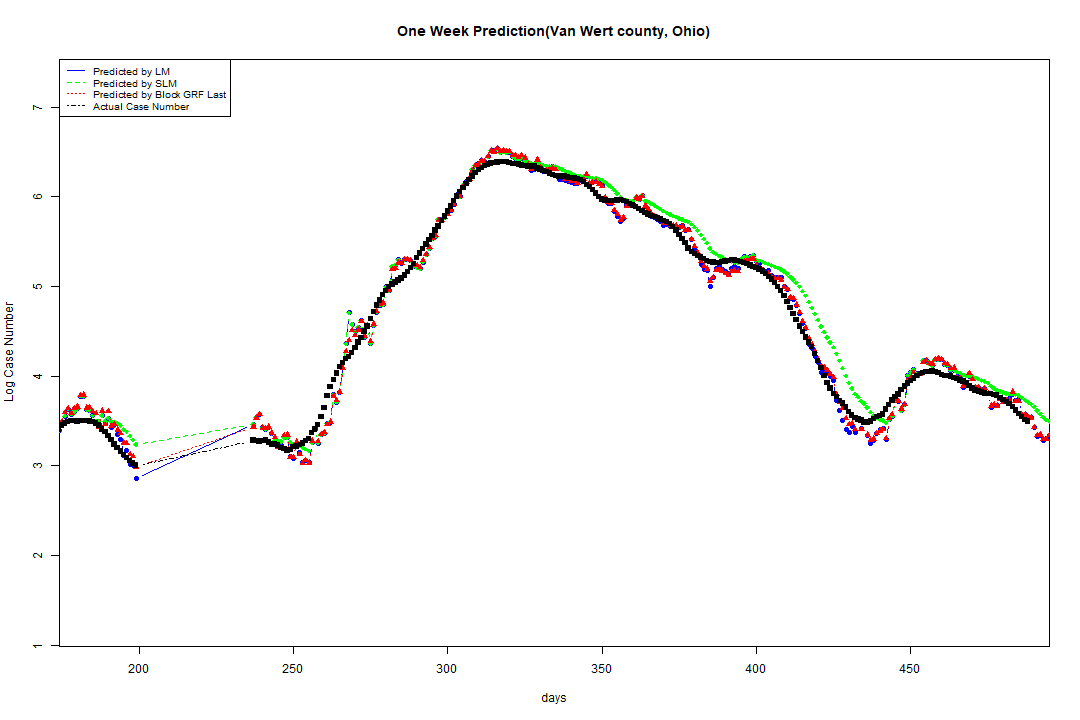 One Week Prediction(Van Wert county, Ohio)
Predicted by LM
Predicted by SLM
Predicted by Block GRF Last
Actual Case Number
Log Case Number
7
6
5
4
3
2
1
200 250 300 350 400 450
days